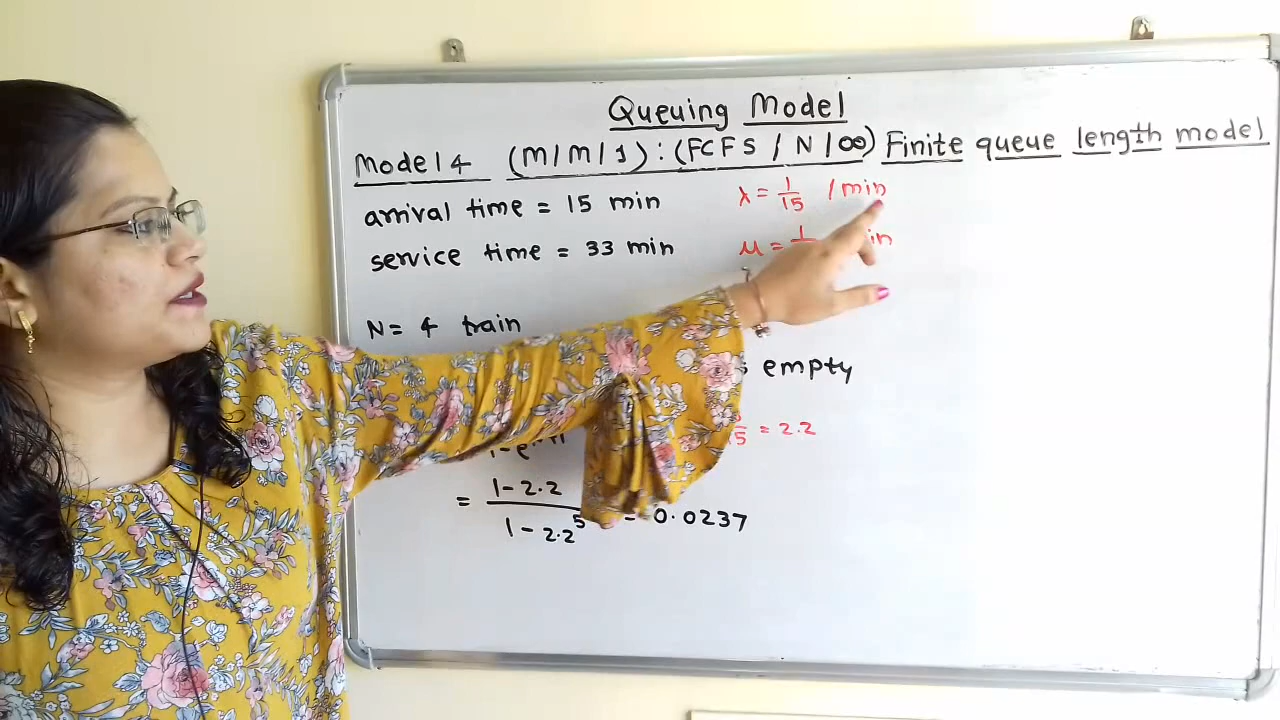 Queuing Model
Model 4 (M/M/1) : (FCFS / N / ∞) Finite queue length model
arrival time = 15 min λ = 1/15 /min
service time = 33 min μ =
N = 4 train
empty
= 2.2
= 1-2.2 / 1-2.2^5 = 0.0237